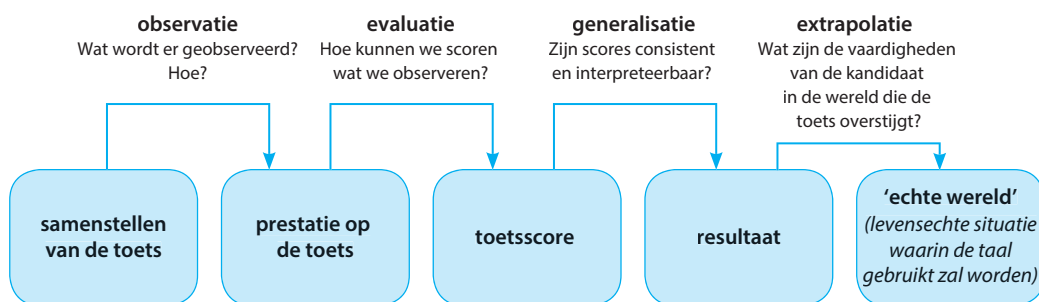 observatie
Wat wordt er geobserveerd?
Hoe?
evaluatie
Hoe kunnen we scoren
wat we observeren?
generalisatie
Zijn scores consistent
en interpreteerbaar?
extrapolatie
Wat zijn de vaardigheden
van de kandidaat
in de wereld die de
toets overstijgt?
samenstellen
van de toets
prestatie op
de toets
toetsscore
resultaat
‘echte wereld’
(levensechte situatie
waarin de taal
gebruikt zal worden)